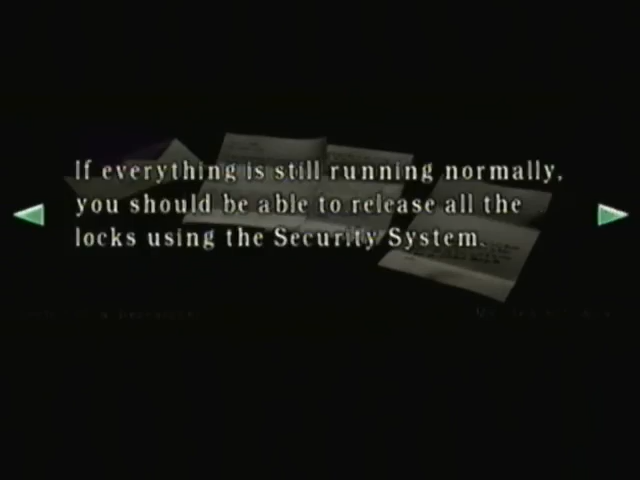 If everything is still running normally,
you should be able to release all the
locks using the Security System.